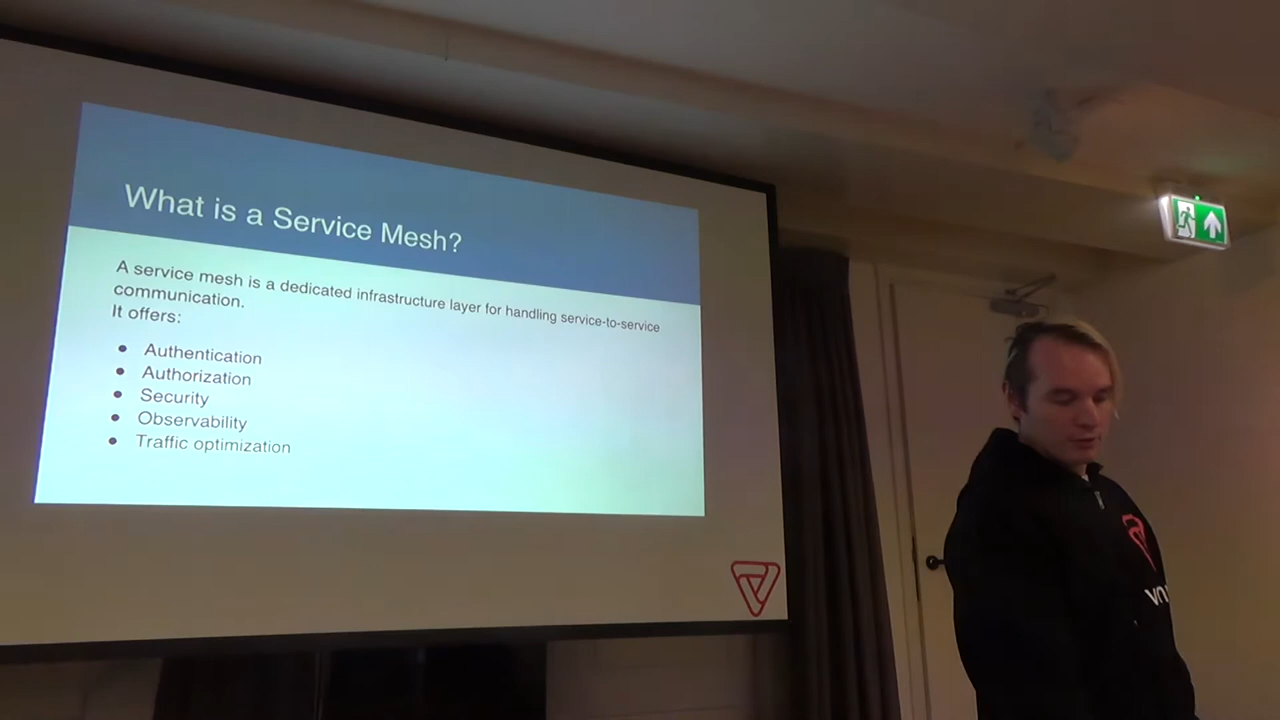 What is a Service Mesh?
A service mesh is a dedicated infrastructure layer for handling service-to-service
communication.
It offers:
● Authentication
● Authorization
● Security
● Observability
● Traffic optimization